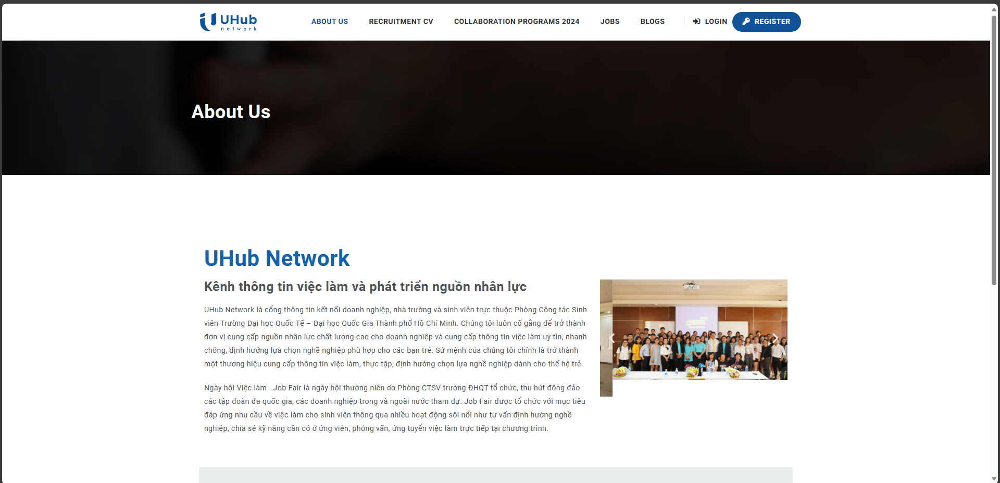 UHub
network
ABOUT US
RECRUITMENT CV
COLLABORATION PROGRAMS 2024
JOBS
BLOGS
LOGIN
REGISTER
About Us
UHub Network
Kênh thông tin việc làm và phát triển nguồn nhân lực
UHub Network là cổng thông tin kết nối doanh nghiệp, nhà trường và sinh viên trực thuộc Phòng Công tác Sinh
viên Trường Đại học Quốc Tế – Đại học Quốc Gia Thành phố Hồ Chí Minh. Chúng tôi luôn cố gắng để trở thành
đơn vị cung cấp nguồn nhân lực chất lượng cao cho doanh nghiệp và cung cấp thông tin việc làm uy tín, nhanh
chóng, định hướng lựa chọn nghề nghiệp phù hợp cho các bạn trẻ. Sứ mệnh của chúng tôi chính là trở thành
một thương hiệu cung cấp thông tin việc làm, thực tập, định hướng chọn lựa nghề nghiệp dành cho thế hệ trẻ.
Ngày hội Việc làm - Job Fair là ngày hội thường niên do Phòng CTSV trường ĐHQT tổ chức, thu hút đông đảo
các tập đoàn đa quốc gia, các doanh nghiệp trong và ngoài nước tham dự. Job Fair được tổ chức với mục tiêu
đáp ứng nhu cầu về việc làm cho sinh viên thông qua nhiều hoạt động sôi nổi như tư vấn định hướng nghề
nghiệp, chia sẻ kỹ năng cần có ở ứng viên, phỏng vấn, ứng tuyển việc làm trực tiếp tại chương trình.